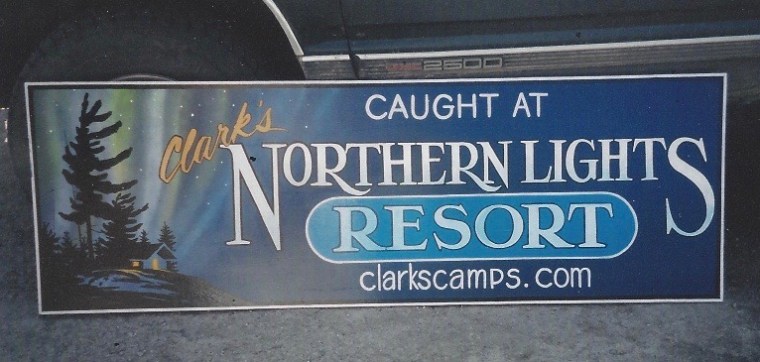 2500
CAUGHT AT
Clark's
NORTHERN LIGHTS
RESORT
clarkscamps.com